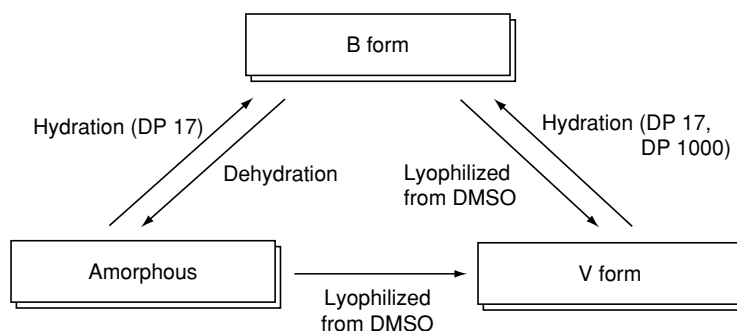 B form
Hydration (DP 17)
Hydration (DP 17,
DP 1000)
Dehydration
Lyophilized
from DMSO
Amorphous
V form
Lyophilized
from DMSO